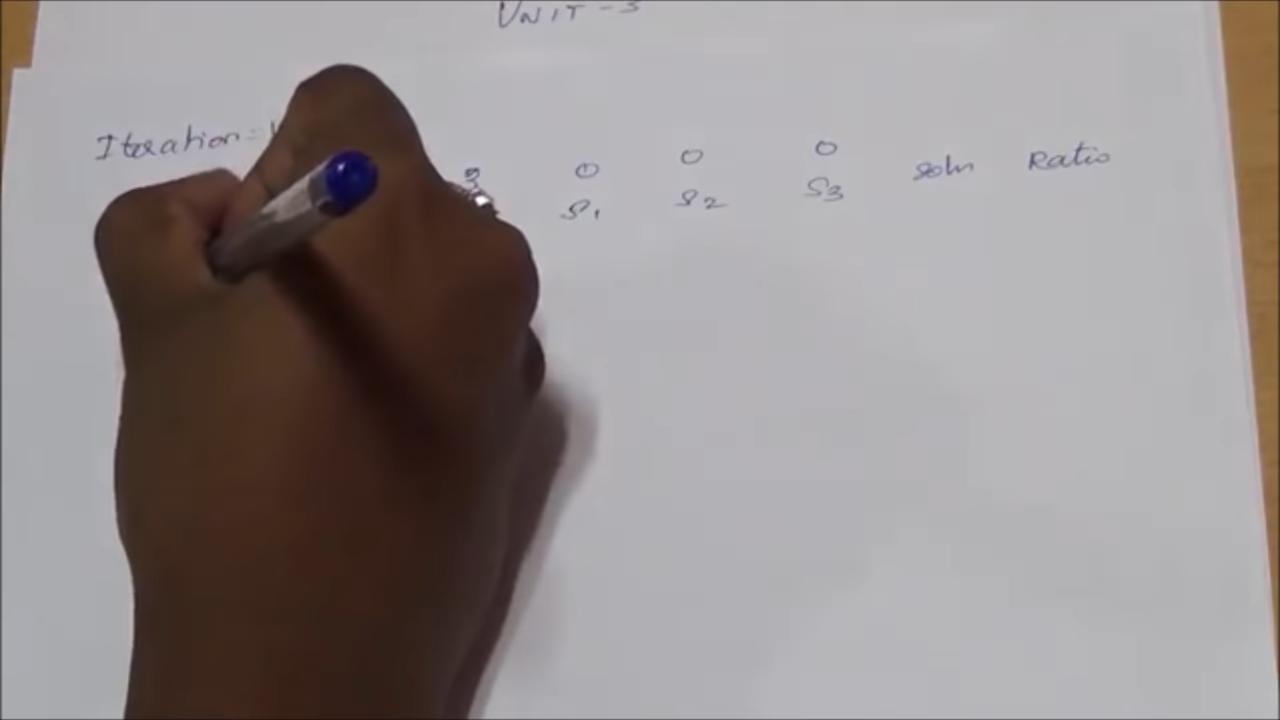 UNIT-3
Iteration =
0 0 0 soln Ratio
S1 S2 S3